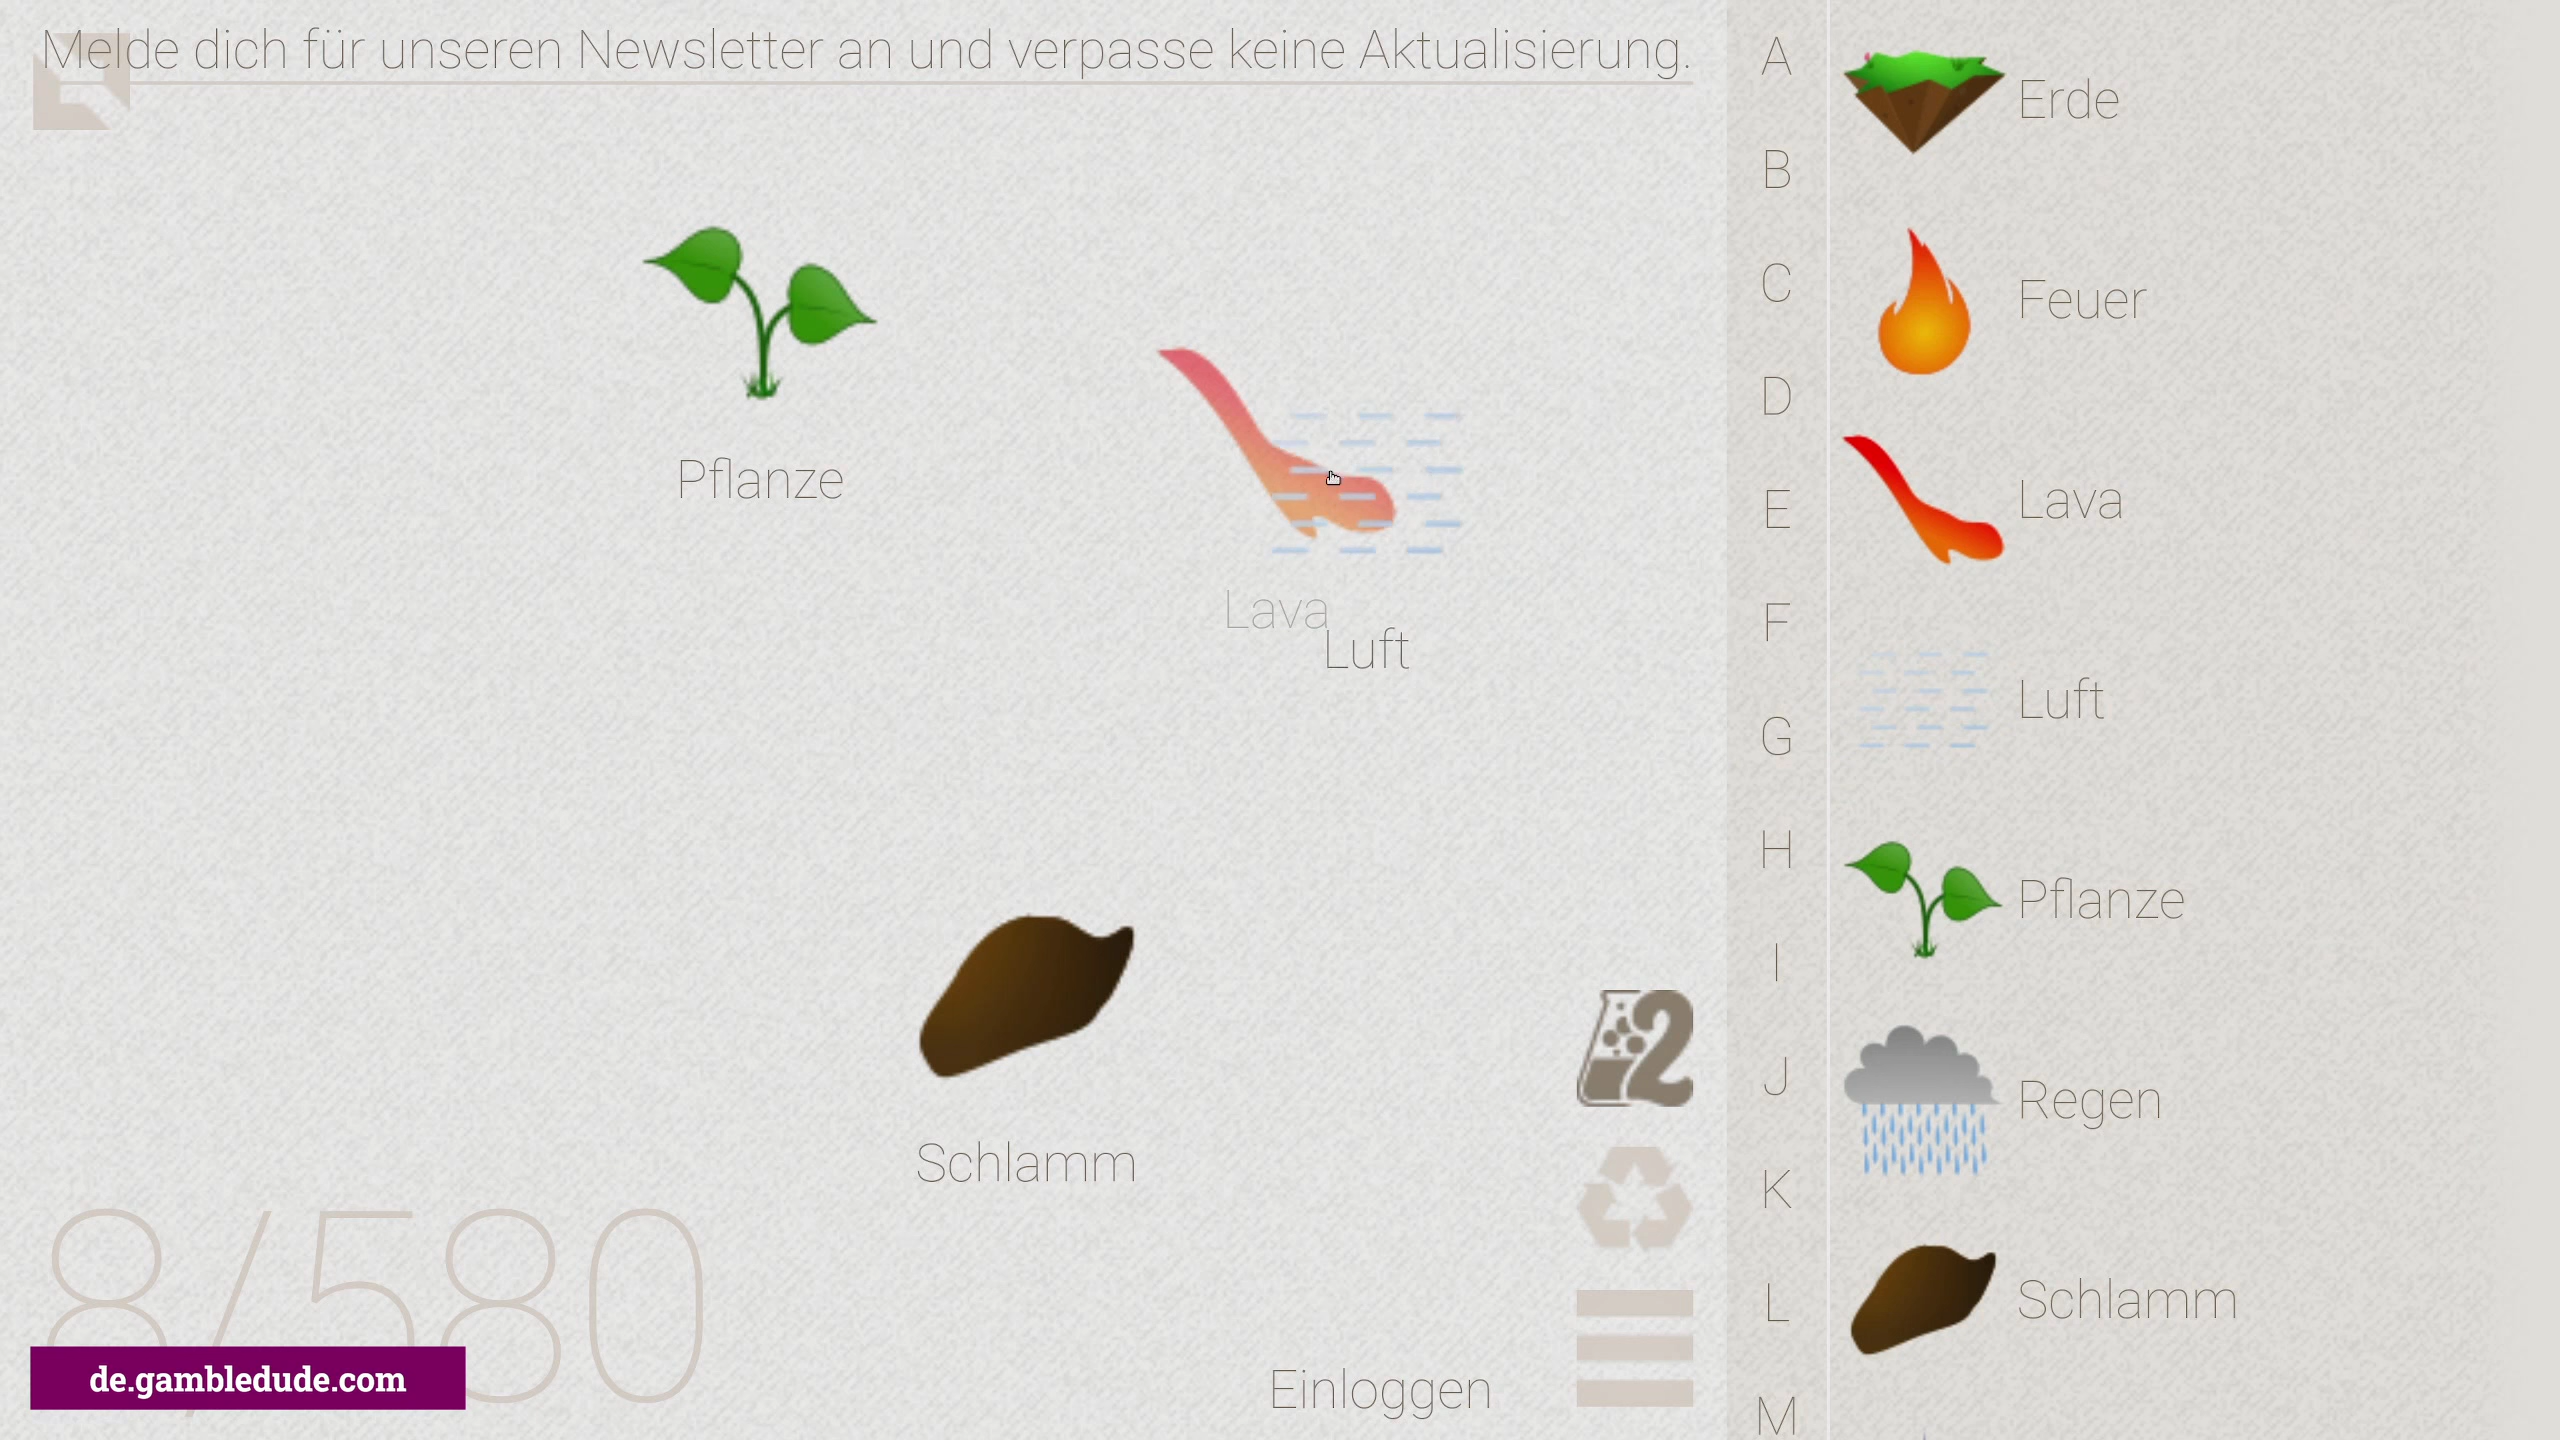 Melde dich für unseren Newsletter an und verpasse keine Aktualisierung.
Pflanze
Lava
Luft
Schlamm
8/580
de.gambledude.com
Einloggen
2
A
B
C
D
E
F
G
H
I
J
K
L
M
Erde
Feuer
Lava
Luft
Pflanze
Regen
Schlamm